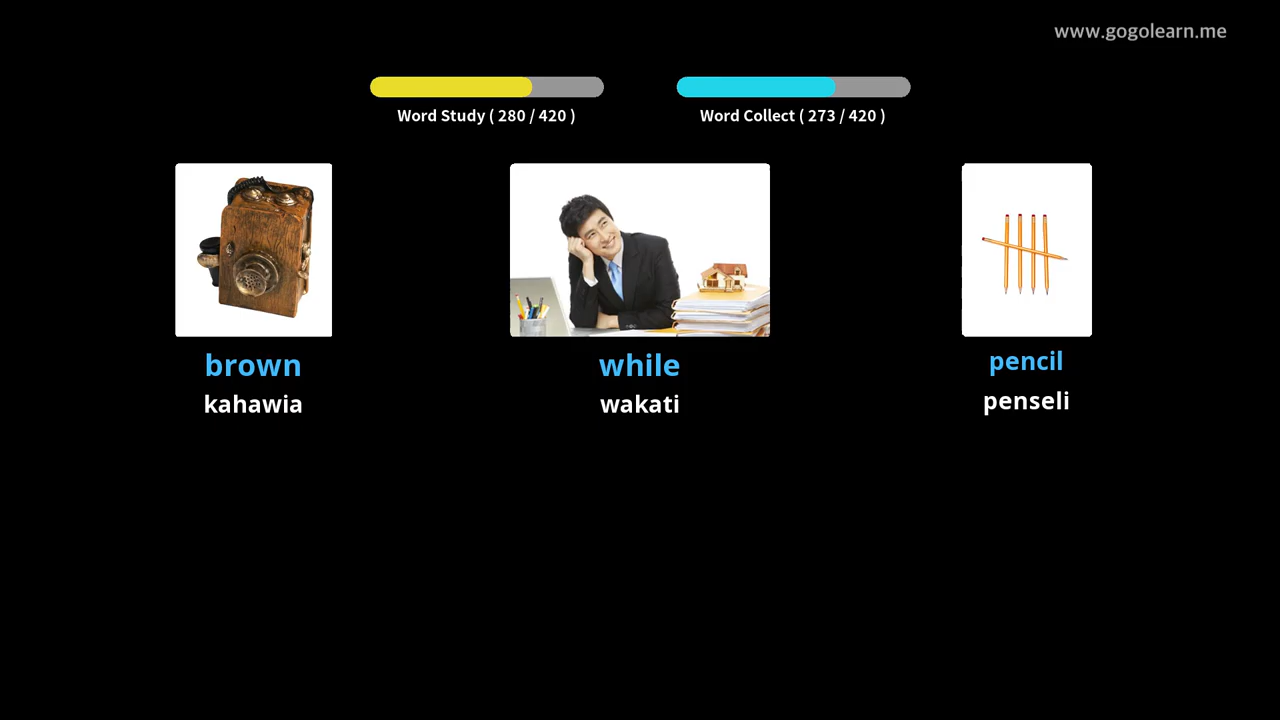 www.gogolearn.me
Word Study ( 280 / 420 )
Word Collect ( 273 / 420 )
brown
kahawia
while
wakati
pencil
penseli